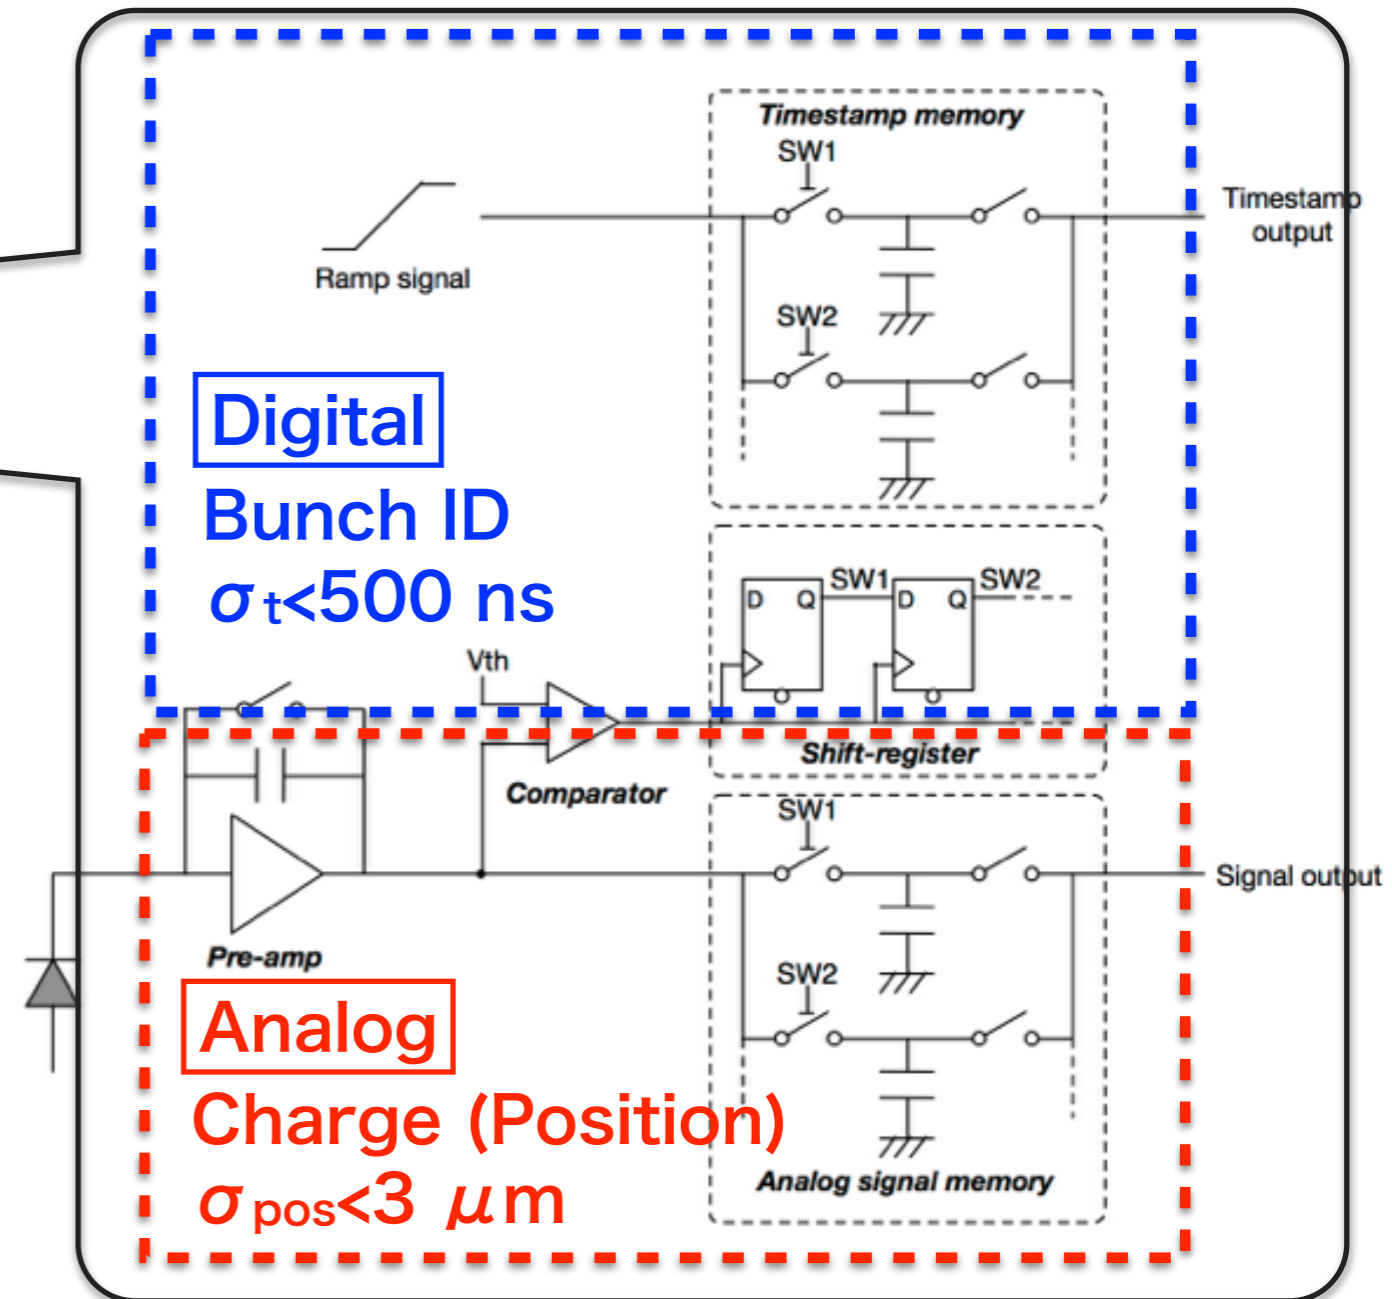 Timestamp memory
SW1
Timestamp
output
Ramp signal
SW2
Digital
Bunch ID
σt<500 ns
SW1
SW2
D Q
D Q
Vth
Shift-register
Comparator
SW1
Signal output
Pre-amp
SW2
Analog
Charge (Position)
σpos<3 μm
Analog signal memory